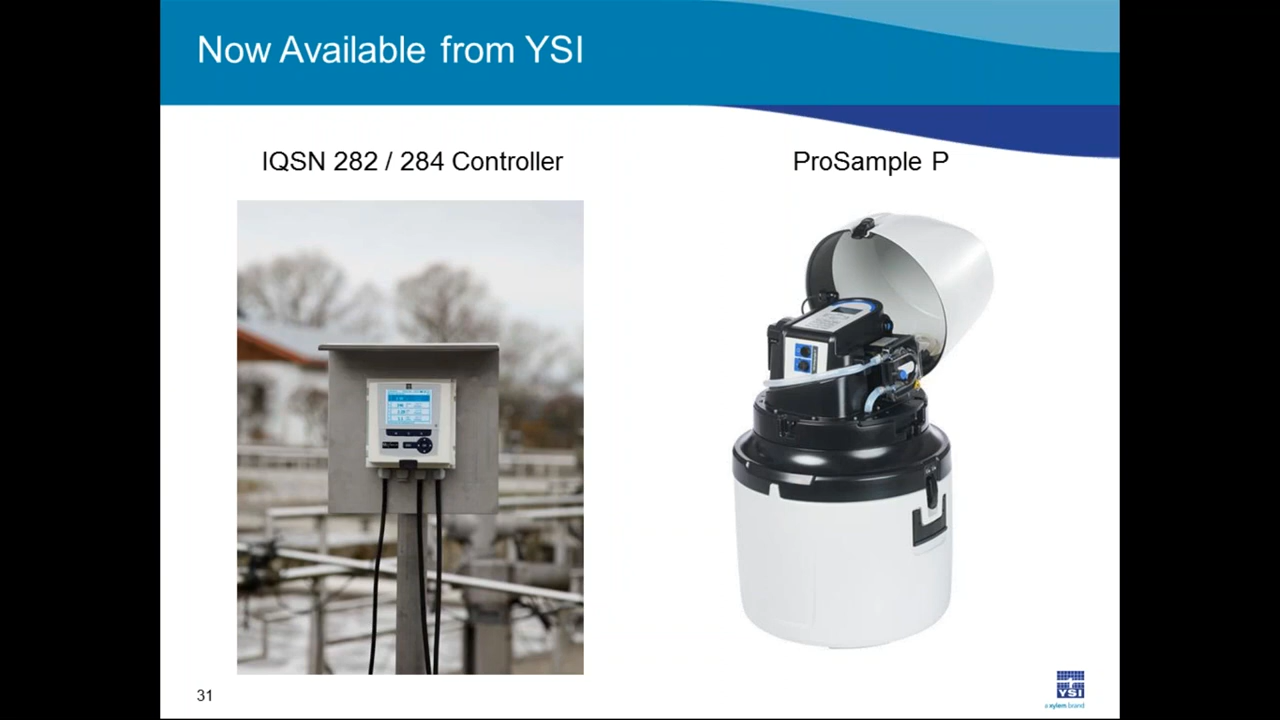 Now Available from YSI
IQSN 282 / 284 Controller
ProSample P
31
YSI
a xylem brand